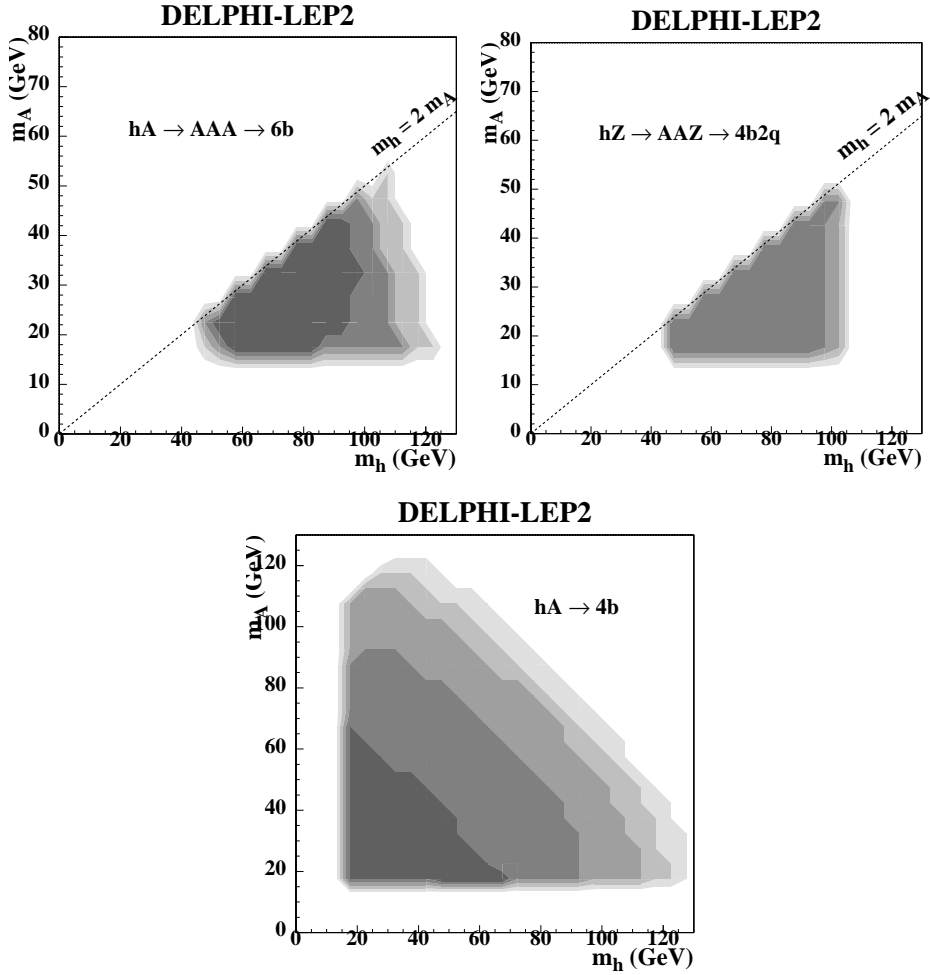 DELPHI-LEP2
m_A (GeV)
80
70
60
50
40
30
20
10
0
hA → AAA → 6b
m_h = 2 m_A
0 20 40 60 80 100 120
m_h (GeV)
DELPHI-LEP2
m_A (GeV)
80
70
60
50
40
30
20
10
0
hZ → AAZ → 4b2q
m_h = 2 m_A
0 20 40 60 80 100 120
m_h (GeV)
DELPHI-LEP2
m_A (GeV)
120
100
80
60
40
20
0
hA → 4b
0 20 40 60 80 100 120
m_h (GeV)